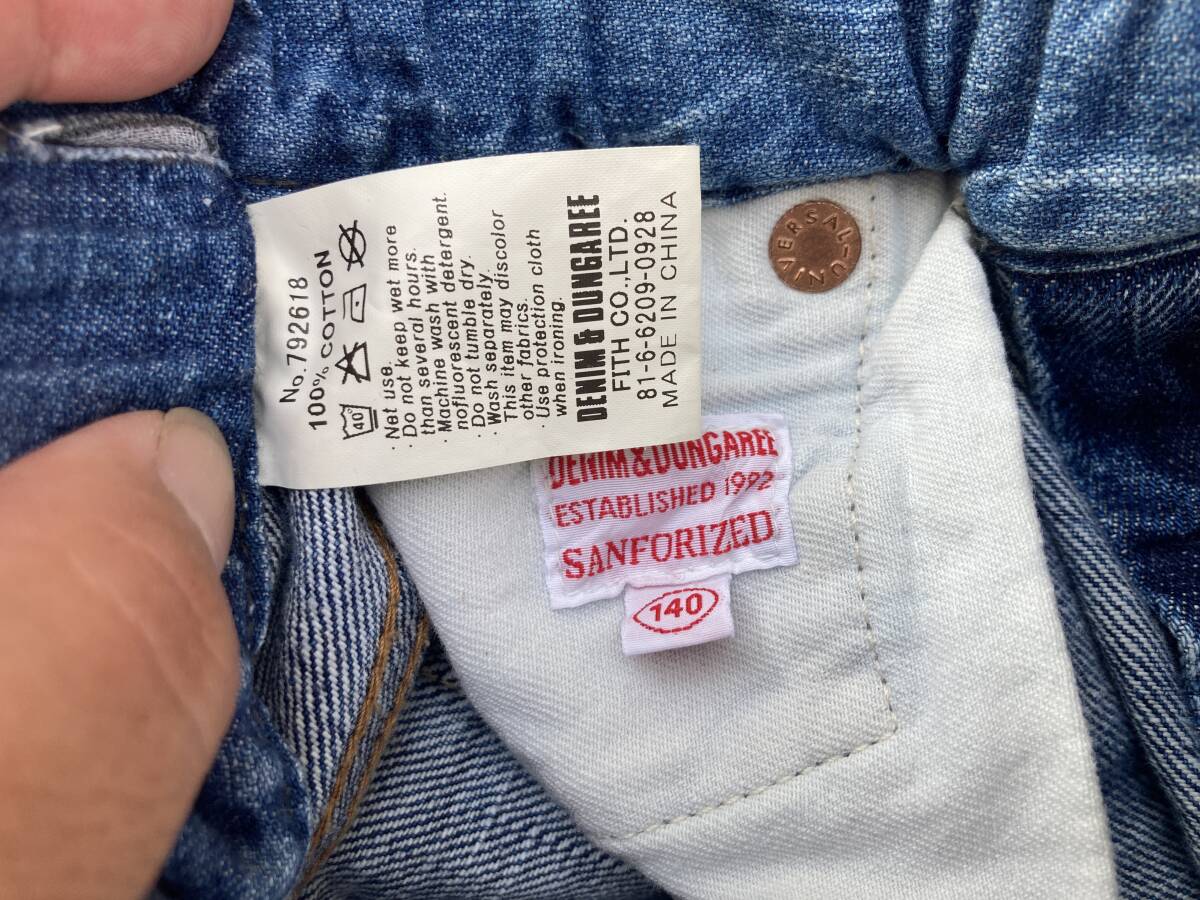 No.792618
100% COTTON
40°
Net use.
·Do not keep wet more
than several hours.
·Machine wash with
nofluorescent detergent.
·Do not tumble dry.
·Wash separately.
This item may discolor
other fabrics.
·Use protection cloth
when ironing.
DENIM & DUNGAREE
FITH CO.,LTD.
81-6-6209-0928
MADE IN CHINA
UNIVERSAL
DENIM&DUNGAREE
ESTABLISHED 1992
SANFORIZED
140